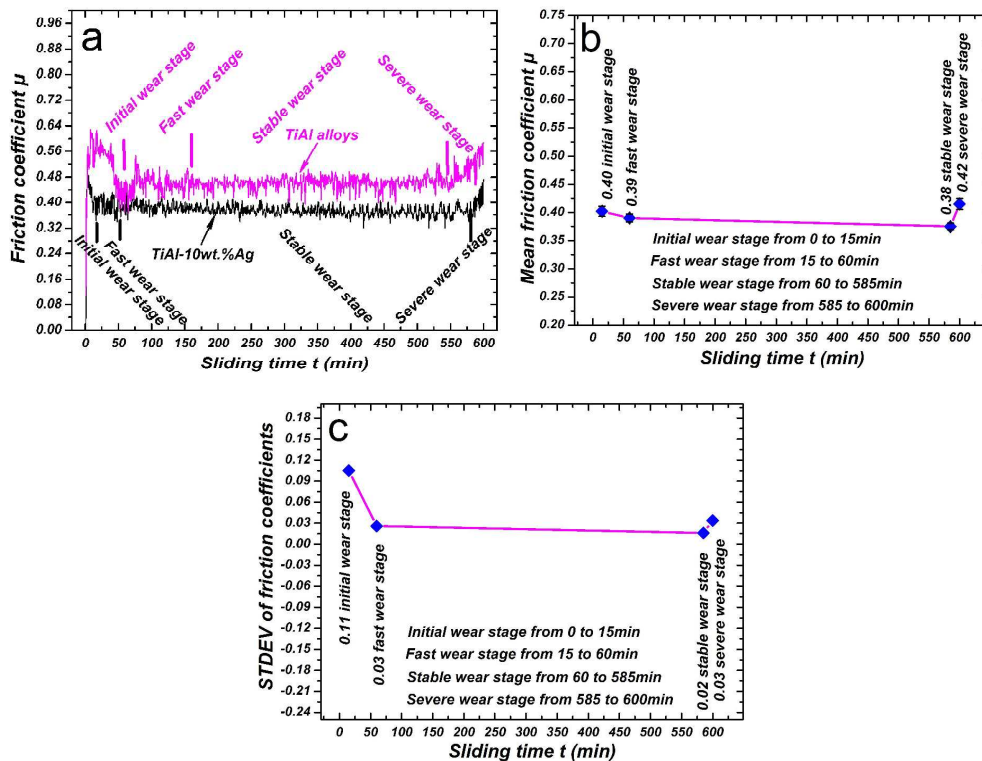 a
Friction coefficient μ
0.96
0.88
0.80
0.72
0.64
0.56
0.48
0.40
0.32
0.24
0.16
0.08
0.00
Initial wear stage
Fast wear stage
Stable wear stage
Severe wear stage
TiAl alloys
TiAl-10wt.%Ag
Initial wear stage
Fast wear stage
Stable wear stage
Severe wear stage
0 50 100 150 200 250 300 350 400 450 500 550 600
Sliding time t (min)
b
Mean friction coefficient μ
0.75
0.70
0.65
0.60
0.55
0.50
0.45
0.40
0.35
0.30
0.25
0.20
0.40 initial wear stage
0.39 fast wear stage
0.38 stable wear stage
0.42 severe wear stage
Initial wear stage from 0 to 15min
Fast wear stage from 15 to 60min
Stable wear stage from 60 to 585min
Severe wear stage from 585 to 600min
0 50 100 150 200 250 300 350 400 450 500 550 600
Sliding time t (min)
c
STDEV of friction coefficients
0.18
0.15
0.12
0.09
0.06
0.03
0.00
-0.03
-0.06
-0.09
-0.12
-0.15
-0.18
-0.21
-0.24
0.11 initial wear stage
0.03 fast wear stage
0.02 stable wear stage
0.03 severe wear stage
Initial wear stage from 0 to 15min
Fast wear stage from 15 to 60min
Stable wear stage from 60 to 585min
Severe wear stage from 585 to 600min
0 50 100 150 200 250 300 350 400 450 500 550 600
Sliding time t (min)